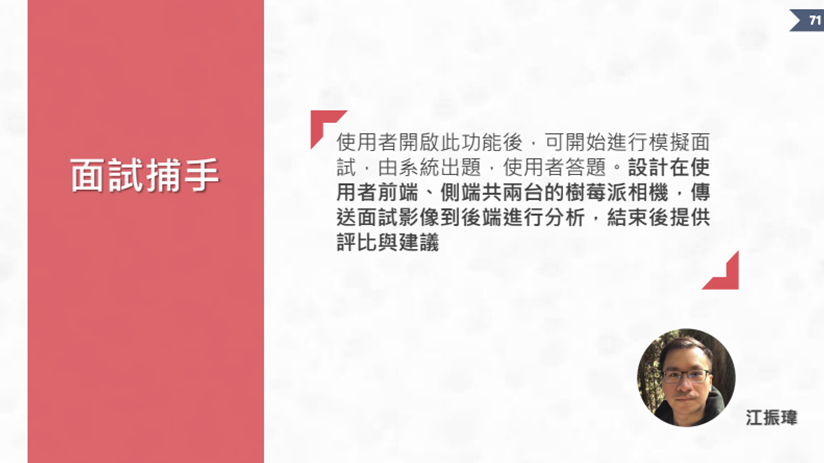 71
面試捕手
使用者開啟此功能後，可開始進行模擬面
試，由系統出題，使用者答題。設計在使
用者前端、側端共兩台的樹莓派相機，傳
送面試影像到後端進行分析，結束後提供
評比與建議
江振瑋